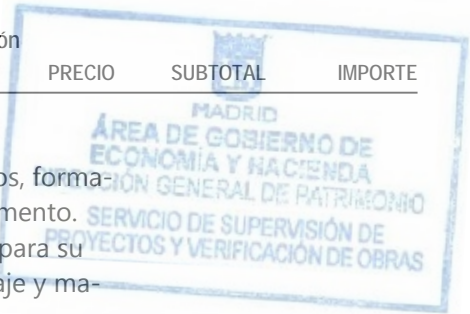 ón
PRECIO SUBTOTAL IMPORTE
MADRID
ÁREA DE GOBIERNO DE
ECONOMÍA Y HACIENDA
os, forma-
DIRECCIÓN GENERAL DE PATRIMONIO
mento.
SERVICIO DE SUPERVISIÓN DE
para su
PROYECTOS Y VERIFICACIÓN DE OBRAS
aje y ma-